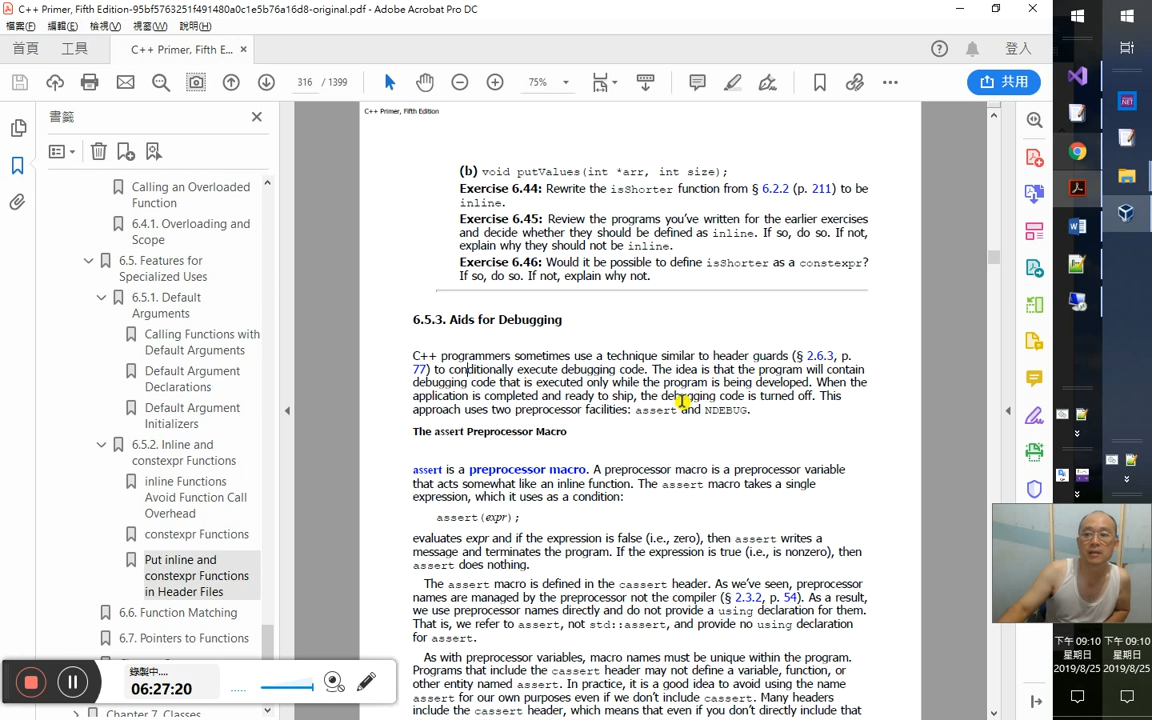 C++ Primer, Fifth Edition-95bf5763251f491480a0c1e5b76a16d8-original.pdf - Adobe Acrobat Pro DC
檔案(F) 編輯(E) 檢視(V) 視窗(W) 說明(H)
首頁 工具 C++ Primer, Fifth E... × 登入
316 / 1399 75% 共用
書籤
Calling an Overloaded
Function
6.4.1. Overloading and
Scope
6.5. Features for
Specialized Uses
6.5.1. Default
Arguments
Calling Functions with
Default Arguments
Default Argument
Declarations
Default Argument
Initializers
6.5.2. Inline and
constexpr Functions
inline Functions
Avoid Function Call
Overhead
constexpr Functions
Put inline and
constexpr Functions
in Header Files
6.6. Function Matching
6.7. Pointers to Functions
Chapter 7. Classes
C++ Primer, Fifth Edition
(b) void putValues(int *arr, int size);
Exercise 6.44: Rewrite the isShorter function from § 6.2.2 (p. 211) to be
inline.
Exercise 6.45: Review the programs you've written for the earlier exercises
and decide whether they should be defined as inline. If so, do so. If not,
explain why they should not be inline.
Exercise 6.46: Would it be possible to define isShorter as a constexpr?
If so, do so. If not, explain why not.
6.5.3. Aids for Debugging
C++ programmers sometimes use a technique similar to header guards (§ 2.6.3, p.
77) to conditionally execute debugging code. The idea is that the program will contain
debugging code that is executed only while the program is being developed. When the
application is completed and ready to ship, the debugging code is turned off. This
approach uses two preprocessor facilities: assert and NDEBUG.
The assert Preprocessor Macro
assert is a preprocessor macro. A preprocessor macro is a preprocessor variable
that acts somewhat like an inline function. The assert macro takes a single
expression, which it uses as a condition:
assert(expr);
evaluates expr and if the expression is false (i.e., zero), then assert writes a
message and terminates the program. If the expression is true (i.e., is nonzero), then
assert does nothing.
The assert macro is defined in the cassert header. As we've seen, preprocessor
names are managed by the preprocessor not the compiler (§ 2.3.2, p. 54). As a result,
we use preprocessor names directly and do not provide a using declaration for them.
That is, we refer to assert, not std::assert, and provide no using declaration
for assert.
As with preprocessor variables, macro names must be unique within the program.
Programs that include the cassert header may not define a variable, function, or
other entity named assert. In practice, it is a good idea to avoid using the name
assert for our own purposes even if we don't include cassert. Many headers
include the cassert header, which means that even if you don't directly include that
錄製中...
06:27:20
下午 09:10 下午 09:10
星期日 星期日
2019/8/25 2019/8/25